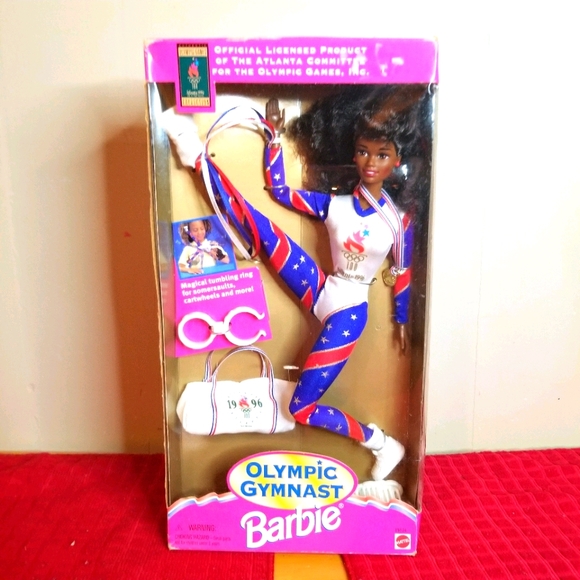 OFFICIAL LICENSED PRODUCT
OF THE ATLANTA COMMITTEE
FOR THE OLYMPIC GAMES, INC.
Magical tumbling ring
for somersaults,
cartwheels and more!
1996
OLYMPIC
GYMNAST
Barbie
WARNING:
MATTEL